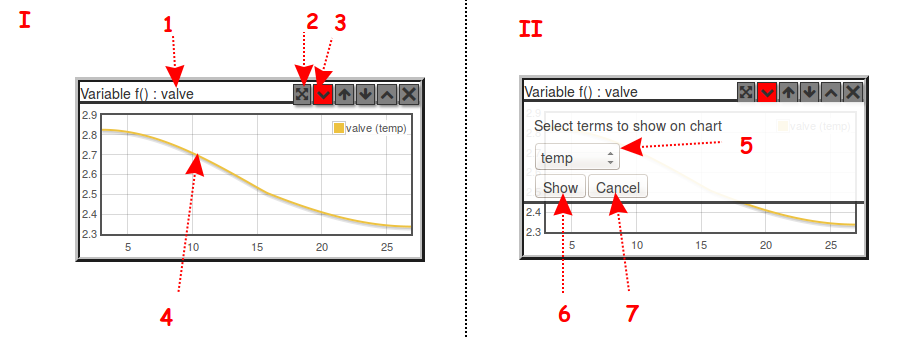 I
1
2
3
Variable f() : valve
2.9
2.8
2.7
2.6
2.5
2.4
2.3
valve (temp)
5
10
15
20
25
4
II
Variable f() : valve
2.9
valve (temp)
Select terms to show on chart
temp
5
Show
Cancel
2.4
2.3
5
10
15
20
25
6
7